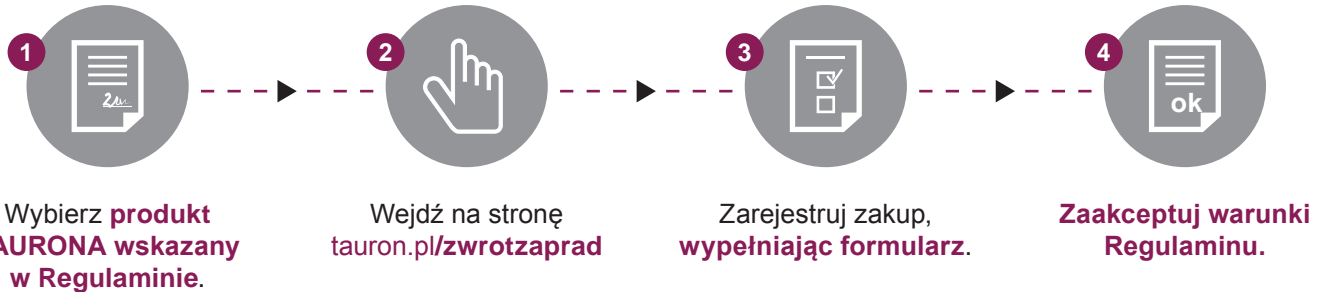 1
2
3
4
ok
Wybierz produkt
AURONA wskazany
w Regulaminie.
Wejdź na stronę
tauron.pl/zwrotzaprad
Zarejestruj zakup,
wypełniając formularz.
Zaakceptuj warunki
Regulaminu.